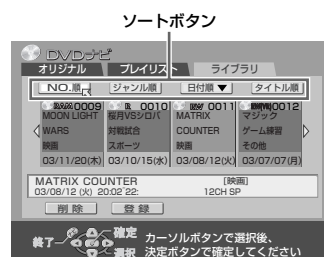 ソートボタン
DVDナビ
オリジナル プレイリスト ライブラリ
NO.順 ジャンル順 日付順▼ タイトル順
RAM 0009 R 0010 RW 0011 0012
MOON LIGHT 桜月VSシロバ MATRIX マジック
WARS 対戦試合 COUNTER ゲーム練習
映画 スポーツ 映画 その他
03/11/20(木) 03/10/15(水) 03/08/12(火) 03/07/07(月)
MATRIX COUNTER [映画]
03/08/12 (火) 20:02 22: 12CH SP
削除 登録
終了 確定 カーソルボタンで選択後、
選択 決定ボタンで確定してください